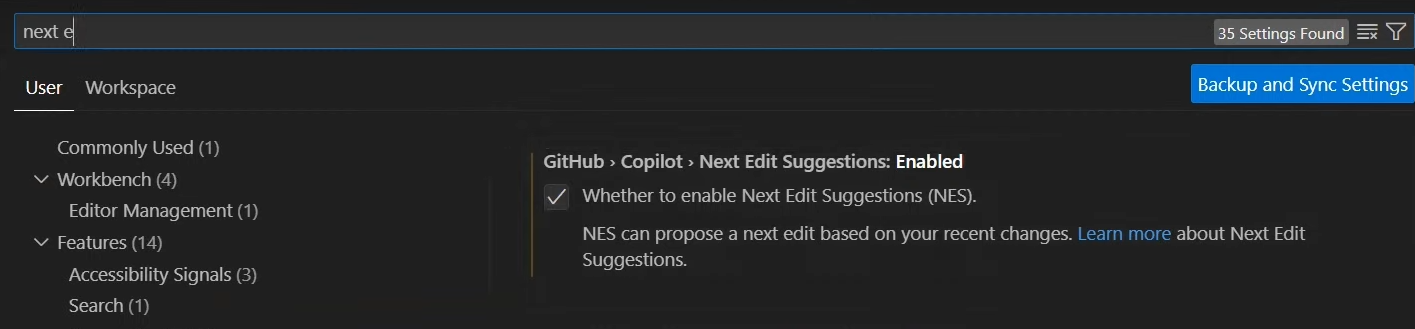 next e
35 Settings Found
User Workspace
Backup and Sync Settings
Commonly Used (1)
Workbench (4)
Editor Management (1)
Features (14)
Accessibility Signals (3)
Search (1)
GitHub › Copilot › Next Edit Suggestions: Enabled
Whether to enable Next Edit Suggestions (NES).
NES can propose a next edit based on your recent changes. Learn more about Next Edit
Suggestions.